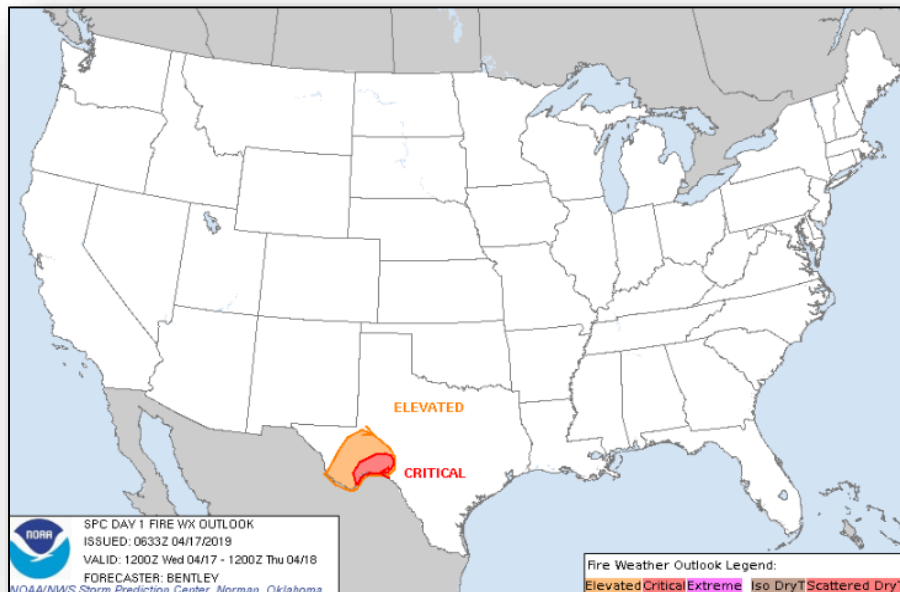 ELEVATED
CRITICAL
NOAA
SPC DAY 1 FIRE WX OUTLOOK
ISSUED: 0633Z 04/17/2019
VALID: 1200Z Wed 04/17 - 1200Z Thu 04/18
FORECASTER: BENTLEY
NOAA/NWS Storm Prediction Center, Norman, Oklahoma
Fire Weather Outlook Legend:
Elevated Critical Extreme Iso DryT Scattered DryT